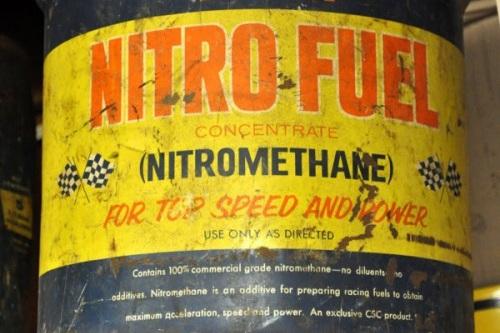 NITRO FUEL
CONCENTRATE
(NITROMETHANE)
FOR TOP SPEED AND POWER
USE ONLY AS DIRECTED
Contains 100% commercial grade nitromethane—no diluents, no
additives. Nitromethane is an additive for preparing racing fuels to obtain
maximum acceleration, speed and power. An exclusive CSC product.